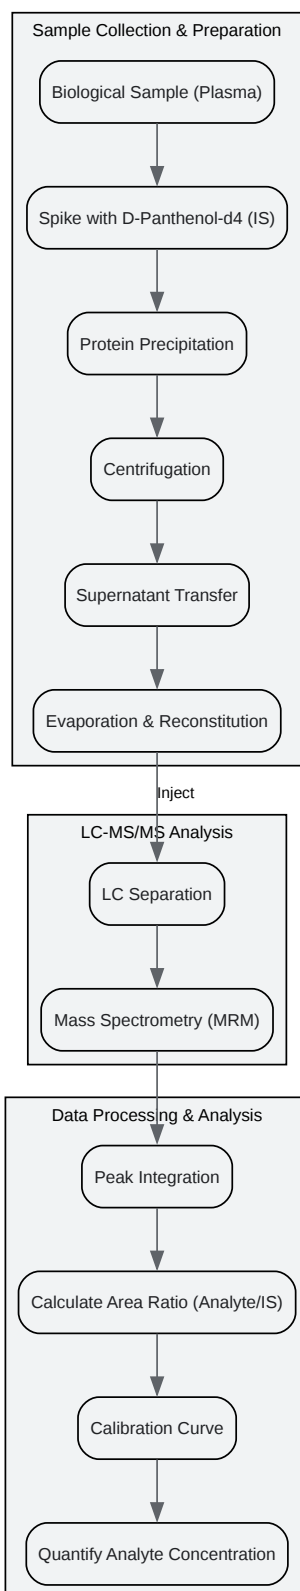 Sample Collection & Preparation
Biological Sample (Plasma)
Spike with D-Panthenol-d4 (IS)
Protein Precipitation
Centrifugation
Supernatant Transfer
Evaporation & Reconstitution
Inject
LC-MS/MS Analysis
LC Separation
Mass Spectrometry (MRM)
Data Processing & Analysis
Peak Integration
Calculate Area Ratio (Analyte/IS)
Calibration Curve
Quantify Analyte Concentration